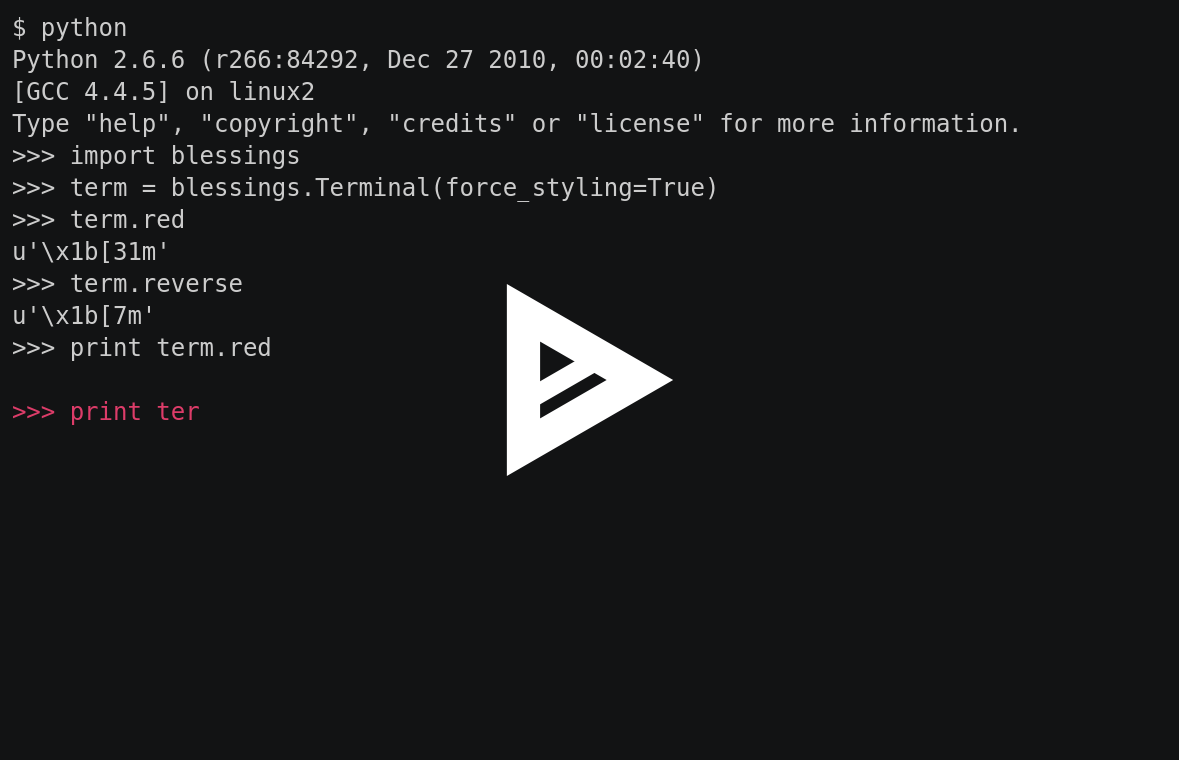 $ python
Python 2.6.6 (r266:84292, Dec 27 2010, 00:02:40)
[GCC 4.4.5] on linux2
Type "help", "copyright", "credits" or "license" for more information.
>>> import blessings
>>> term = blessings.Terminal(force_styling=True)
>>> term.red
u'\x1b[31m'
>>> term.reverse
u'\x1b[7m'
>>> print term.red

>>> print ter